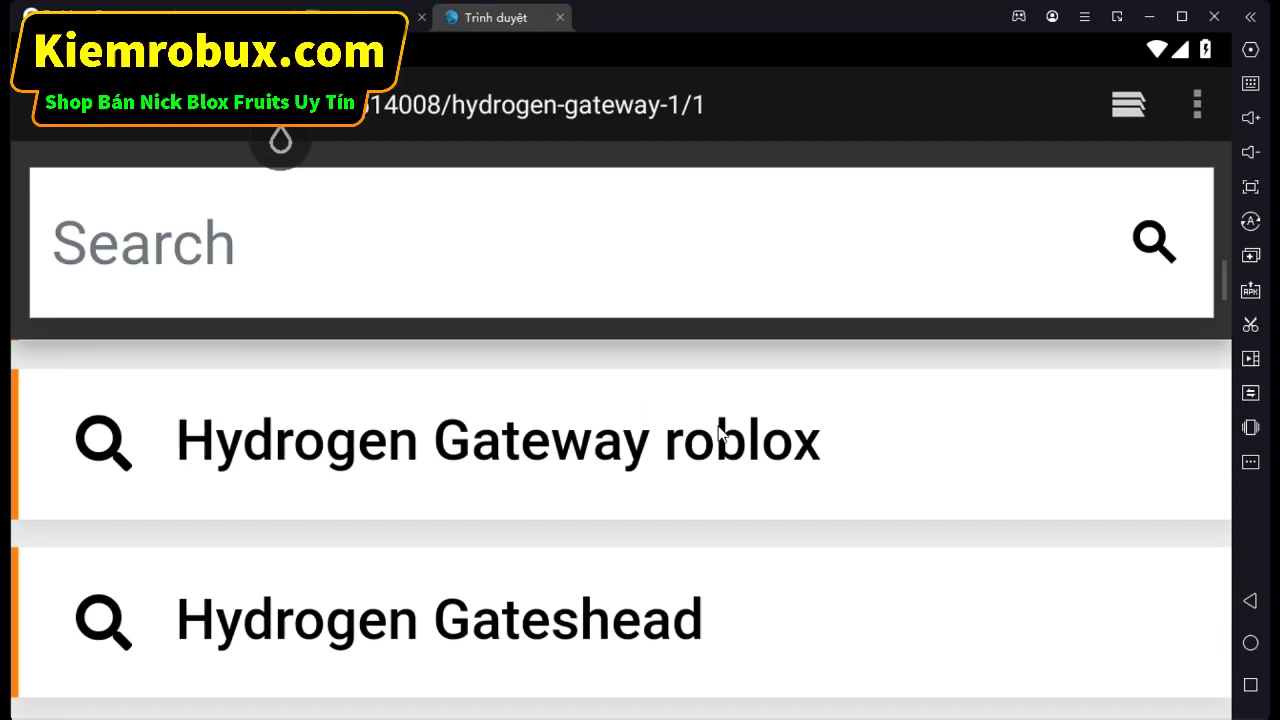 Trình duyệt
Kiemrobux.com
Shop Bán Nick Blox Fruits Uy Tín
14008/hydrogen-gateway-1/1
Search
Hydrogen Gateway roblox
Hydrogen Gateshead